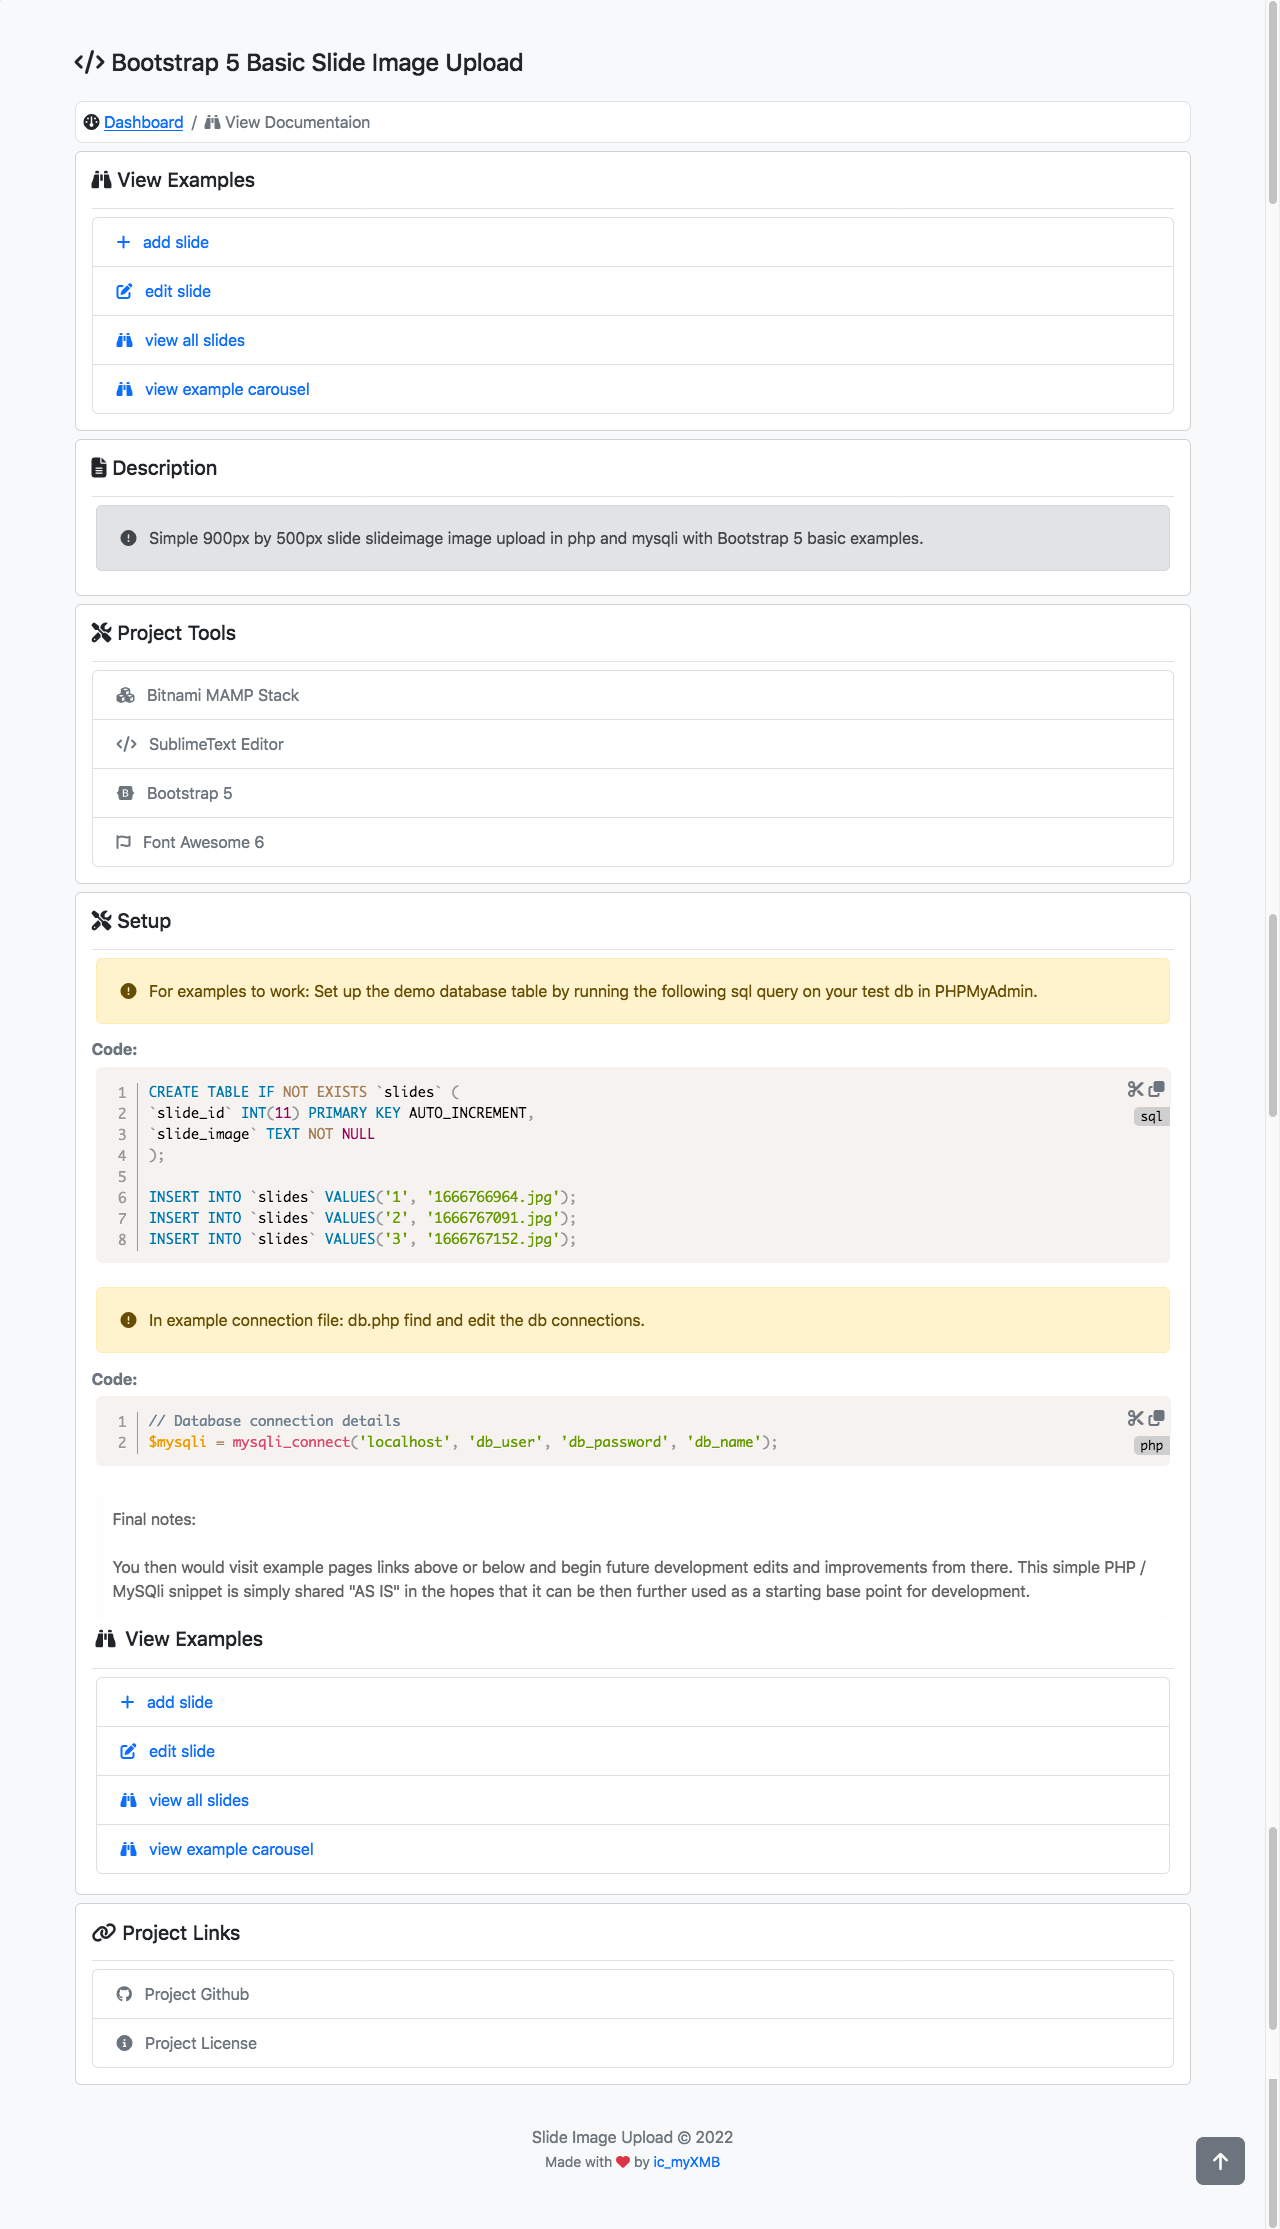 Bootstrap 5 Basic Slide Image Upload
Dashboard / View Documentaion
View Examples
add slide
edit slide
view all slides
view example carousel
Description
Simple 900px by 500px slide slideimage image upload in php and mysqli with Bootstrap 5 basic examples.
Project Tools
Bitnami MAMP Stack
SublimeText Editor
Bootstrap 5
Font Awesome 6
Setup
For examples to work: Set up the demo database table by running the following sql query on your test db in PHPMyAdmin.
Code:
1 CREATE TABLE IF NOT EXISTS `slides` (
2 `slide_id` INT(11) PRIMARY KEY AUTO_INCREMENT,
sql
3 `slide_image` TEXT NOT NULL
4 );
5
6 INSERT INTO `slides` VALUES('1', '1666766964.jpg');
7 INSERT INTO `slides` VALUES('2', '1666767091.jpg');
8 INSERT INTO `slides` VALUES('3', '1666767152.jpg');
In example connection file: db.php find and edit the db connections.
Code:
1 // Database connection details
2 $mysqli = mysqli_connect('localhost', 'db_user', 'db_password', 'db_name');
php
Final notes:
You then would visit example pages links above or below and begin future development edits and improvements from there. This simple PHP /
MySQli snippet is simply shared "AS IS" in the hopes that it can be then further used as a starting base point for development.
View Examples
add slide
edit slide
view all slides
view example carousel
Project Links
Project Github
Project License
Slide Image Upload © 2022
Made with ❤ by ic_myXMB